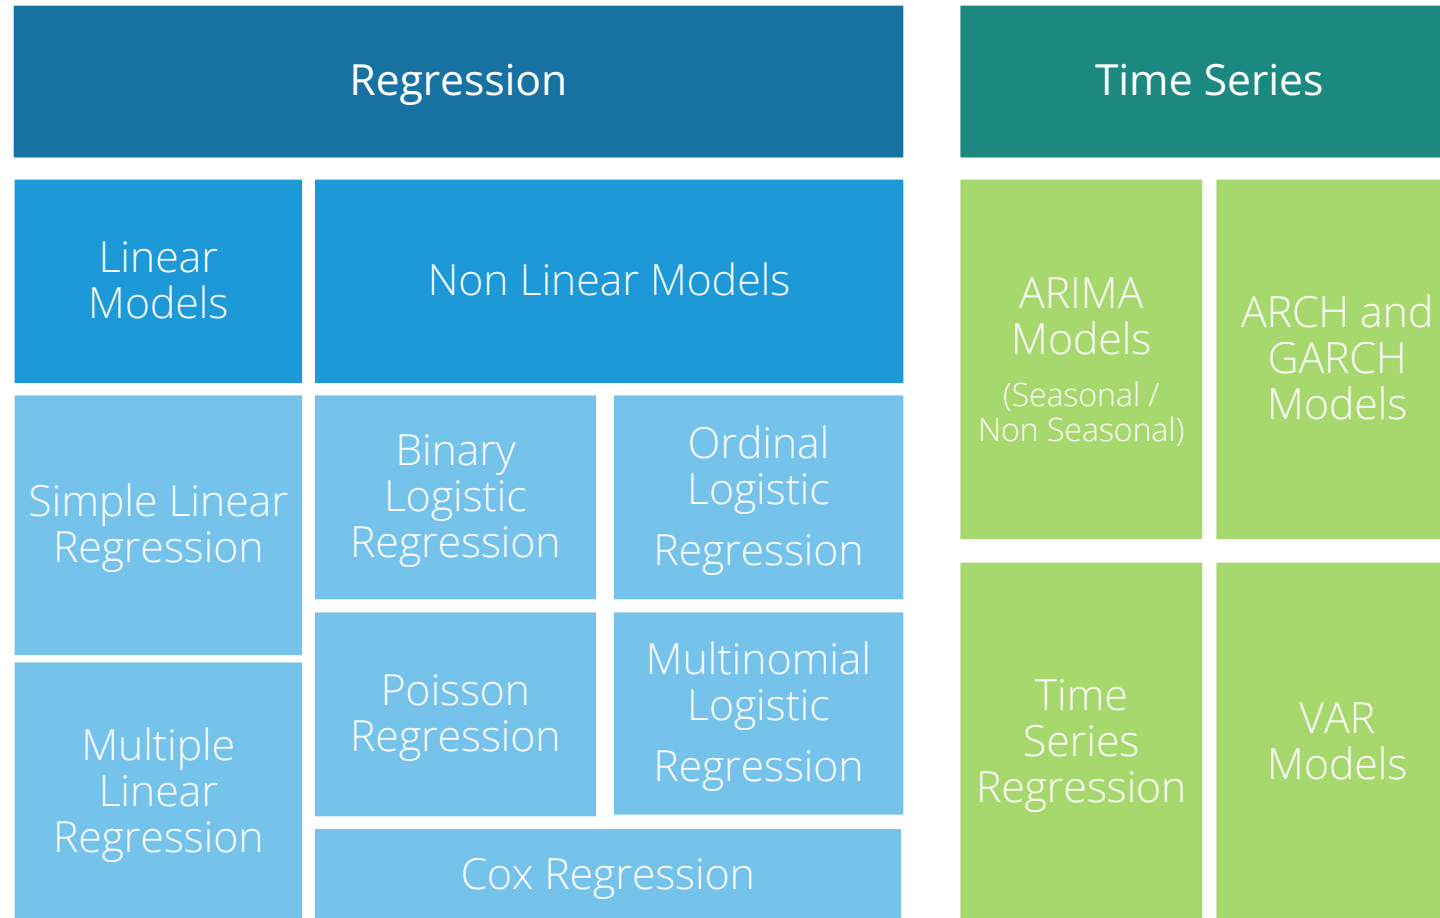 Regression
Time Series
Linear
Models
Non Linear Models
Simple Linear
Regression
Multiple
Linear
Regression
Binary
Logistic
Regression
Ordinal
Logistic
Regression
Poisson
Regression
Multinomial
Logistic
Regression
Cox Regression
ARIMA
Models
(Seasonal /
Non Seasonal)
ARCH and
GARCH
Models
Time
Series
Regression
VAR
Models